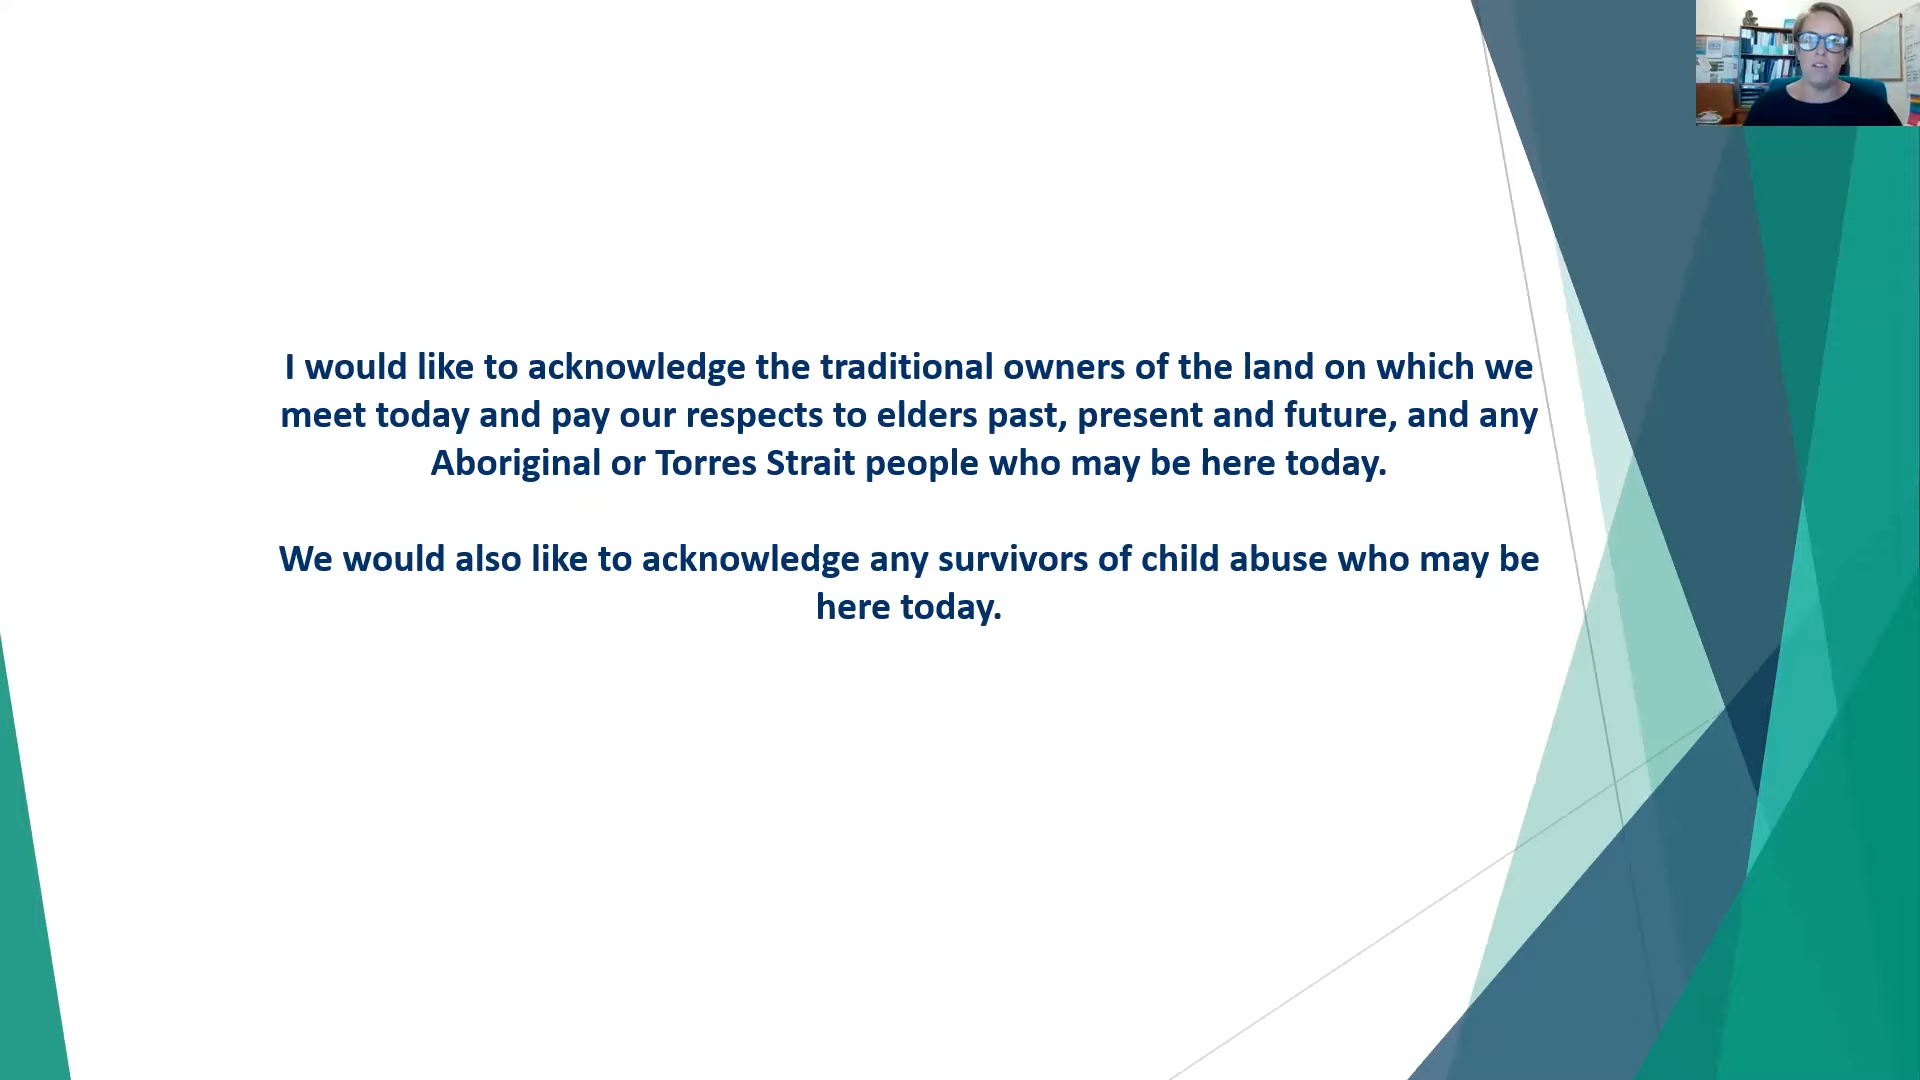 I would like to acknowledge the traditional owners of the land on which we
meet today and pay our respects to elders past, present and future, and any
Aboriginal or Torres Strait people who may be here today.
We would also like to acknowledge any survivors of child abuse who may be
here today.